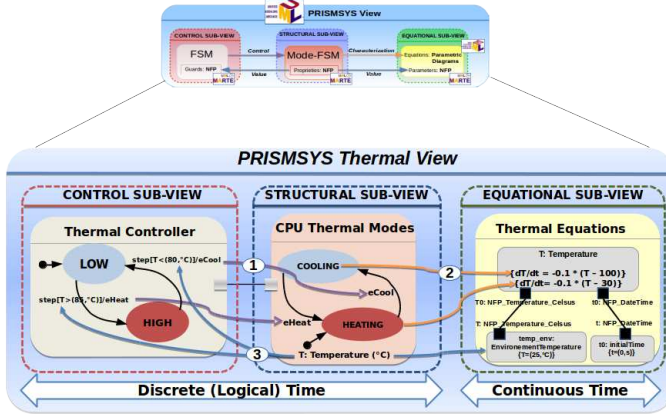 PRISMSYS View
CONTROL SUB-VIEW
STRUCTURAL SUB-VIEW
EQUATIONAL SUB-VIEW
FSM
Control
Mode-FSM
Characterization
Equations: Parametric
Diagrams
Guards: NFP
Value
Proprieties: NFP
Value
Parameters: NFP
MARTE
MARTE
MARTE
PRISMSYS Thermal View
CONTROL SUB-VIEW
STRUCTURAL SUB-VIEW
EQUATIONAL SUB-VIEW
Thermal Controller
CPU Thermal Modes
Thermal Equations
T: Temperature
LOW
step[T<(80,°C)]/eCool
1
COOLING
2
{dT/dt = -0.1 * (T – 100)}
{dT/dt= -0.1 * (T – 30)}
step[T>(85,°C)]/eHeat
eCool
T0: NFP_Temperature_Celsus
t0: NFP_DateTime
HIGH
eHeat
HEATING
T: NFP_Temperature_Celsus
t: NFP_DateTime
3
T: Temperature (°C)
temp_env:
EnvironementTemperature
{T=(25,°C)}
t0: InitialTime
{t=(0,s)}
Discrete (Logical) Time
Continuous Time